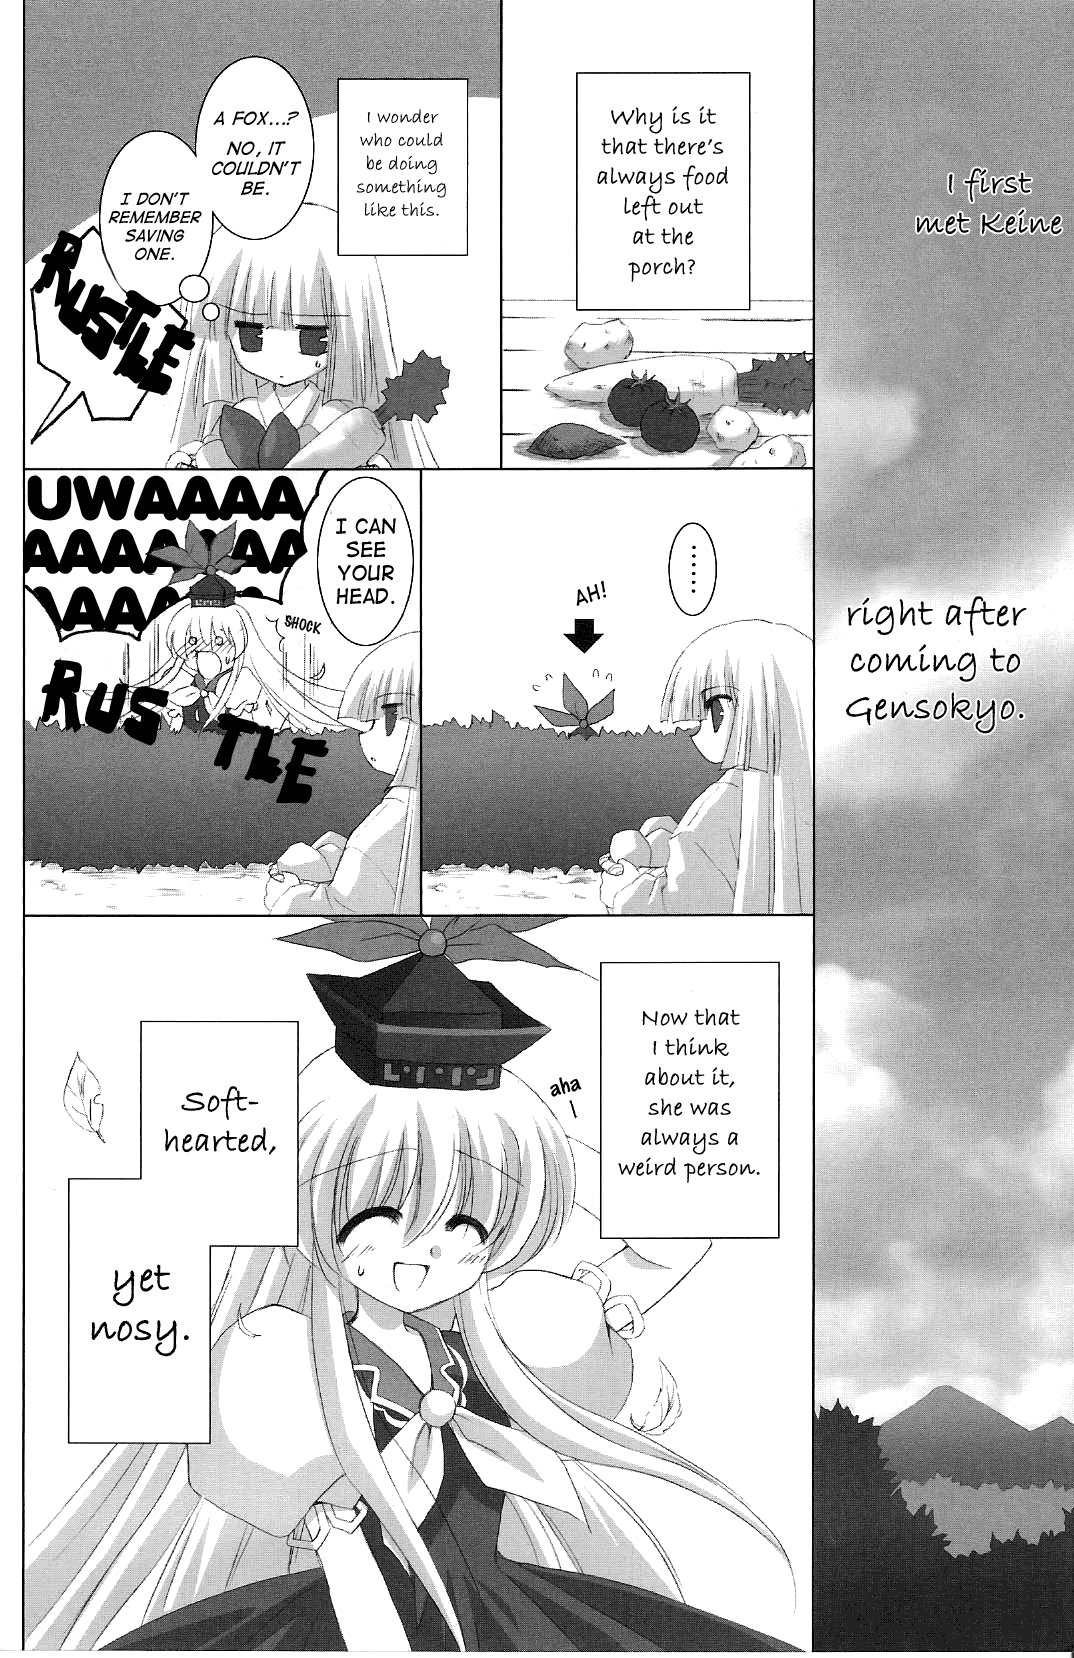 I first
met Keine
right after
coming to
Gensokyo.
Why is it
that there's
always food
left out
at the
porch?
I wonder
who could
be doing
something
like this.
A FOX...?
NO, IT
COULDN'T
BE.
I DON'T
REMEMBER
SAVING
ONE.
RUSTLE
........
AH!
I CAN
SEE
YOUR
HEAD.
UWAAAAA
AAAAAAAA
AAAA
SHOCK
RUSTLE
Now that
I think
about it,
she was
always a
weird person.
aha
Soft-
hearted,
yet
nosy.